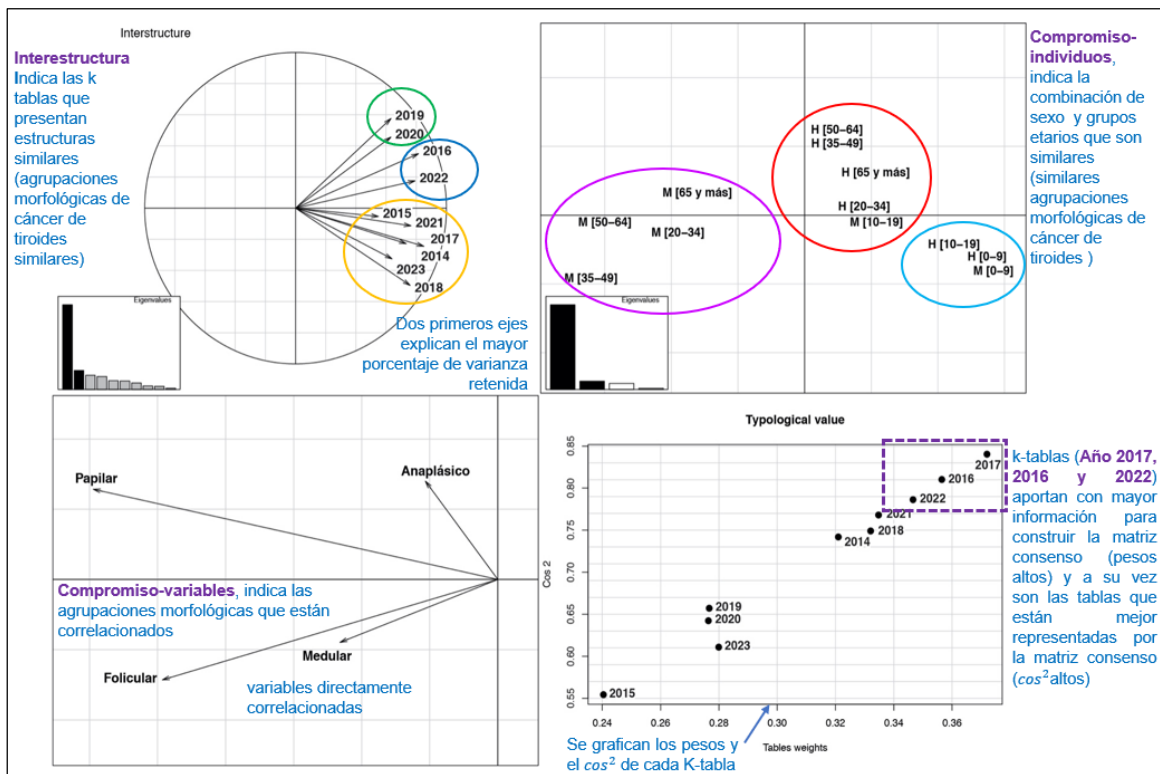 Interstructure
Interestructura
Indica las k
tablas que
presentan
estructuras
similares
(agrupaciones
morfológicas de
cáncer de
tiroides
similares)
2019
2020
2016
2022
2015
2021
2017
2014
2023
2018
Eigenvalues
Dos primeros ejes
explican el mayor
porcentaje de varianza
retenida
H [50–64]
H [35–49]
H [65 y más]
M [65 y más]
H [20–34]
M [10–19]
M [50–64]
M [20–34]
H [10–19]
H [0–9]
M [0–9]
M [35–49]
Eigenvalues
Compromiso-
individuos,
indica la
combinación de
sexo y grupos
etarios que son
similares
(similares
agrupaciones
morfológicas de
cáncer de
tiroides )
Papilar
Anaplásico
Compromiso-variables, indica las
agrupaciones morfológicas que están
correlacionados
Medular
Folicular
variables directamente
correlacionadas
Typological value
Cos 2
0.85
0.80
0.75
0.70
0.65
0.60
0.55
2017
2016
2022
2021
2018
2014
2019
2020
2023
2015
0.24 0.26 0.28 0.30 0.32 0.34 0.36
Tables weights
Se grafican los pesos y
el cos² de cada K-tabla
k-tablas (Año 2017,
2016 y 2022)
aportan con mayor
información para
construir la matriz
consenso (pesos
altos) y a su vez
son las tablas que
están mejor
representadas por
la matriz consenso
(cos² altos)